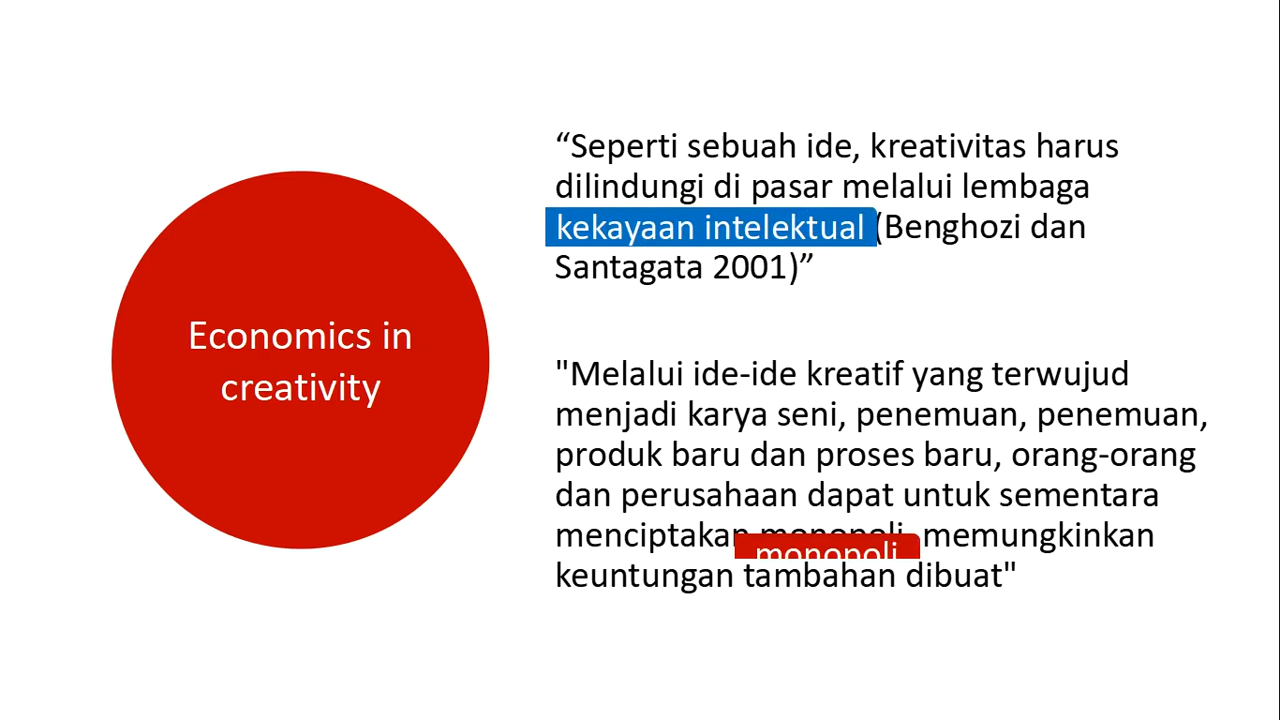 Economics in
creativity
“Seperti sebuah ide, kreativitas harus
dilindungi di pasar melalui lembaga
kekayaan intelektual (Benghozi dan
Santagata 2001)”
"Melalui ide-ide kreatif yang terwujud
menjadi karya seni, penemuan, penemuan,
produk baru dan proses baru, orang-orang
dan perusahaan dapat untuk sementara
menciptakan monopoli, memungkinkan
keuntungan tambahan dibuat"